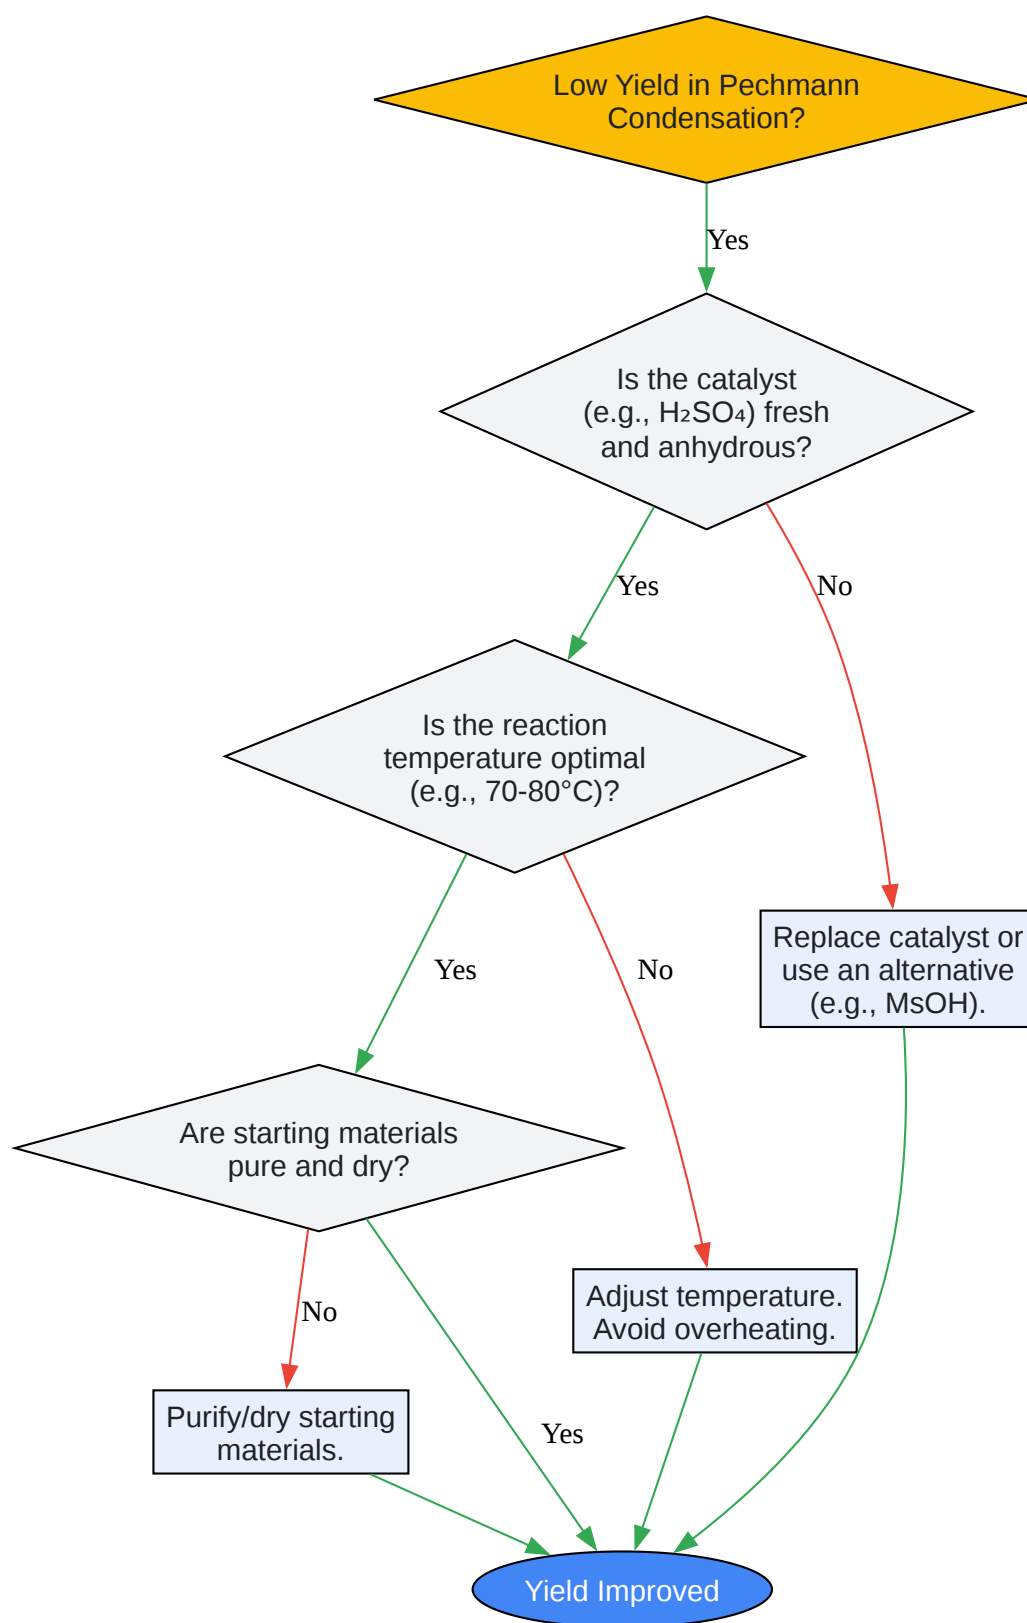 Low Yield in Pechmann
Condensation?
Yes
Is the catalyst
(e.g., H₂SO₄) fresh
and anhydrous?
Yes
No
Is the reaction
temperature optimal
(e.g., 70-80°C)?
Yes
No
Replace catalyst or
use an alternative
(e.g., MsOH).
Are starting materials
pure and dry?
No
Adjust temperature.
Avoid overheating.
Purify/dry starting
materials.
Yes
Yield Improved